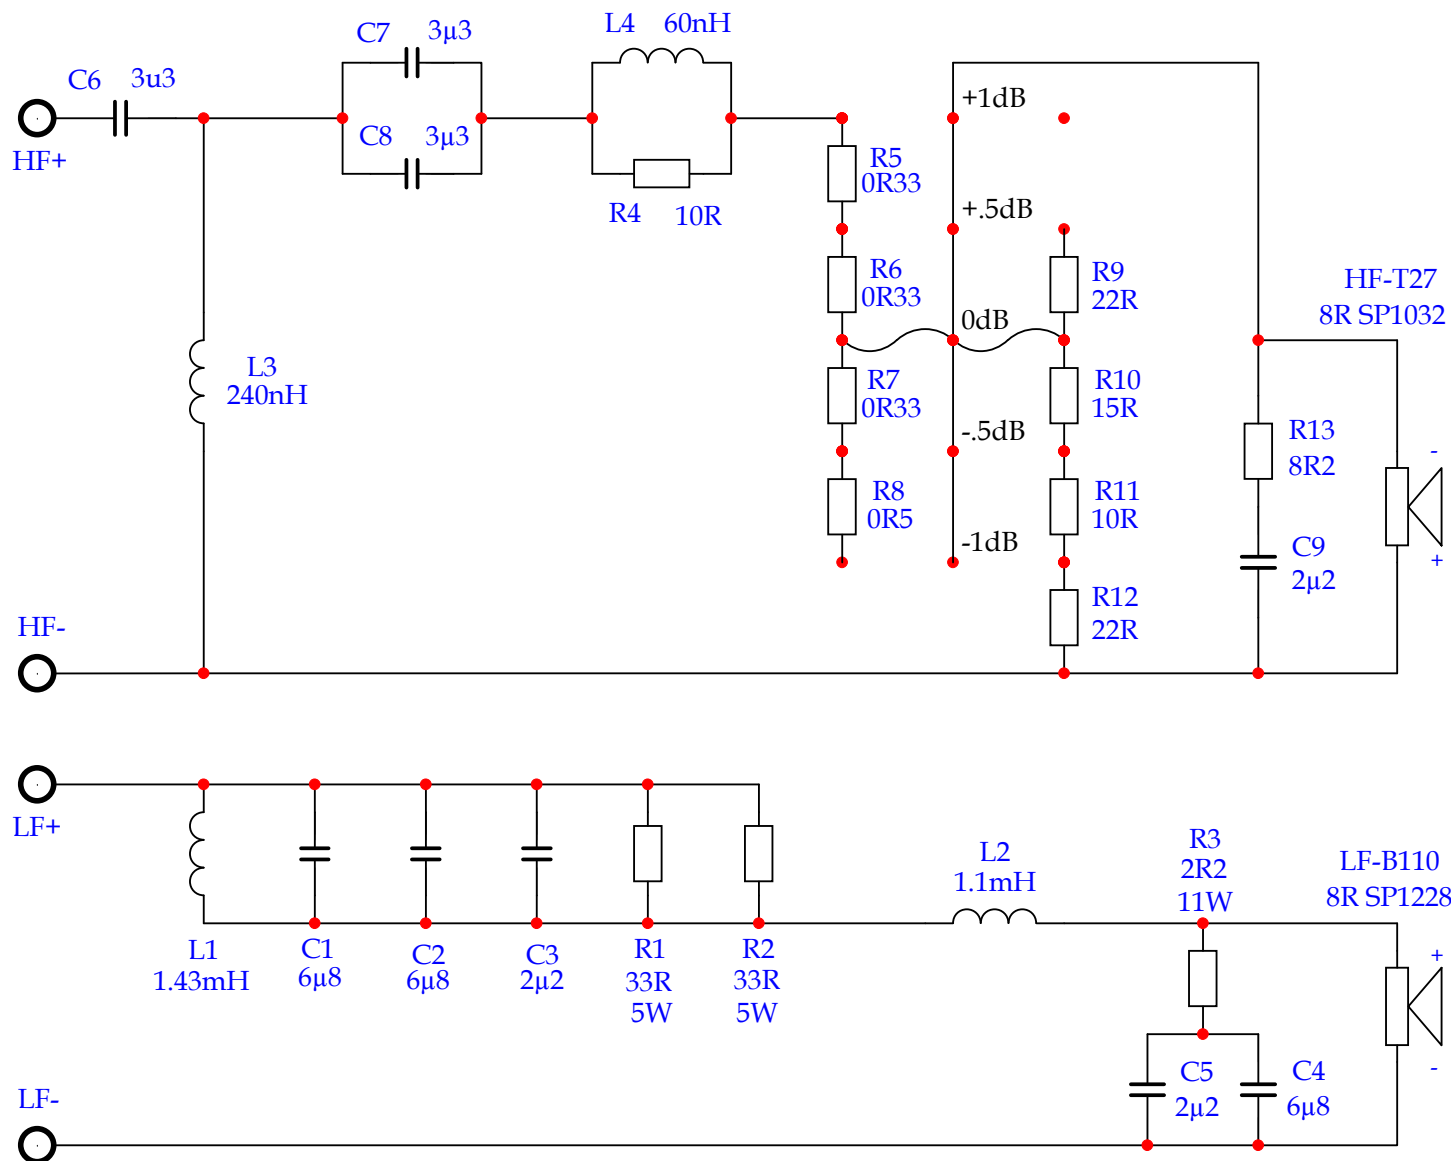 L4 60nH
C7 3µ3
C6 3u3
HF+
C8 3µ3
R4 10R
+1dB
R5
0R33
+.5dB
R6
0R33
R9
22R
0dB
HF-T27
8R SP1032
L3
240nH
R7
0R33
R10
15R
-.5dB
R13
8R2
-
R8
0R5
R11
10R
-1dB
C9
2µ2
+
R12
22R
HF-
LF+
L1
1.43mH
C1
6µ8
C2
6µ8
C3
2µ2
R1
33R
5W
R2
33R
5W
L2
1.1mH
R3
2R2
11W
LF-B110
8R SP1228
+
-
C5
2µ2
C4
6µ8
LF-